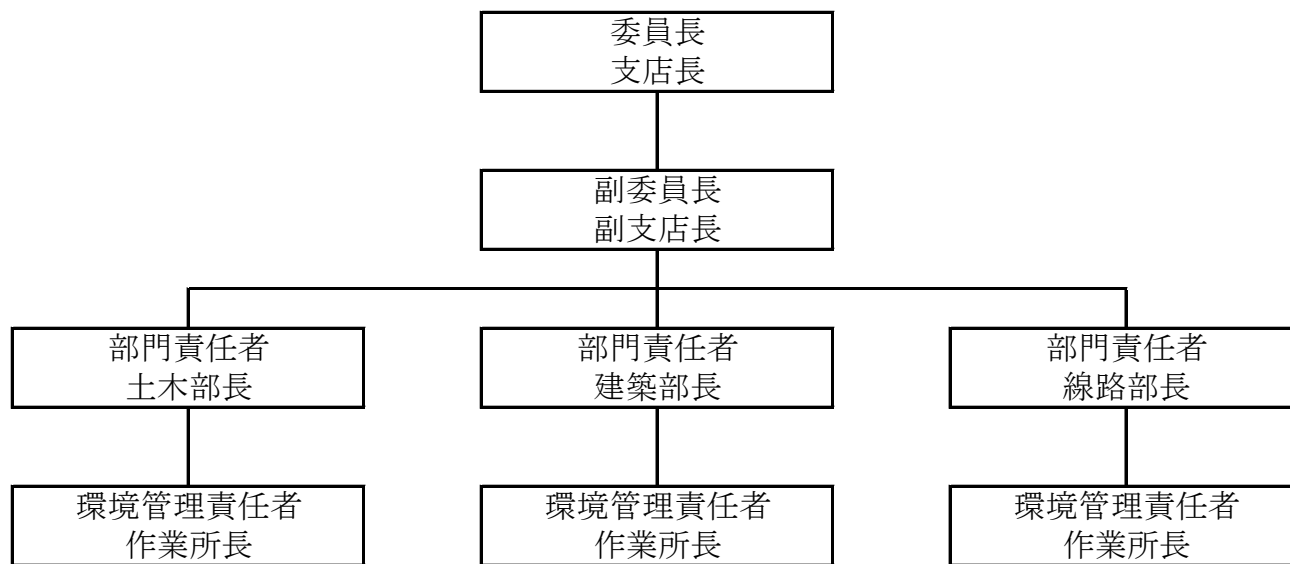 委員長
支店長
副委員長
副支店長
部門責任者
土木部長
部門責任者
建築部長
部門責任者
線路部長
環境管理責任者
作業所長
環境管理責任者
作業所長
環境管理責任者
作業所長